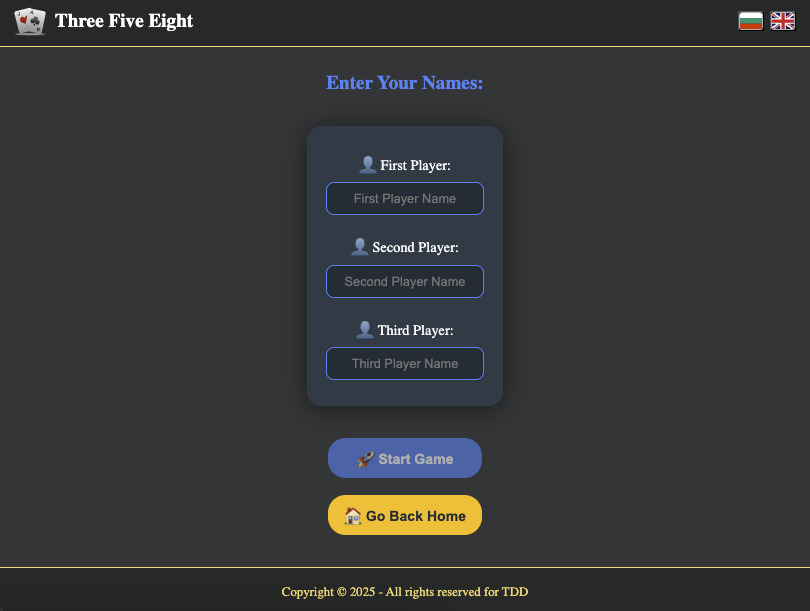 Three Five Eight
Enter Your Names:
First Player:
First Player Name
Second Player:
Second Player Name
Third Player:
Third Player Name
Start Game
Go Back Home
Copyright © 2025 - All rights reserved for TDD